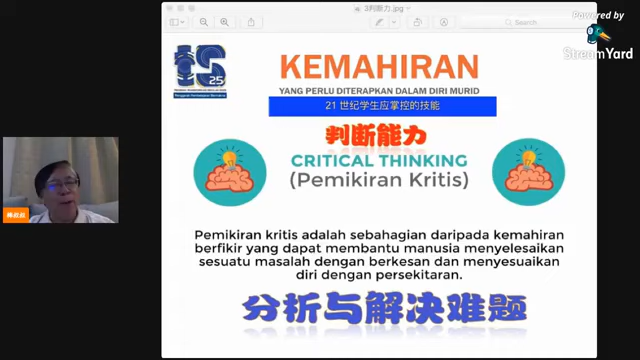 3判断力.jpg
Search
Powered by
StreamYard
25
KEMAHIRAN
YANG PERLU DITERAPKAN DALAM DIRI MURID
21 世纪学生应掌控的技能
判断能力
CRITICAL THINKING
(Pemikiran Kritis)
Pemikiran kritis adalah sebahagian daripada kemahiran
berfikir yang dapat membantu manusia menyelesaikan
sesuatu masalah dengan berkesan dan menyesuaikan
diri dengan persekitaran.
分析与解决难题